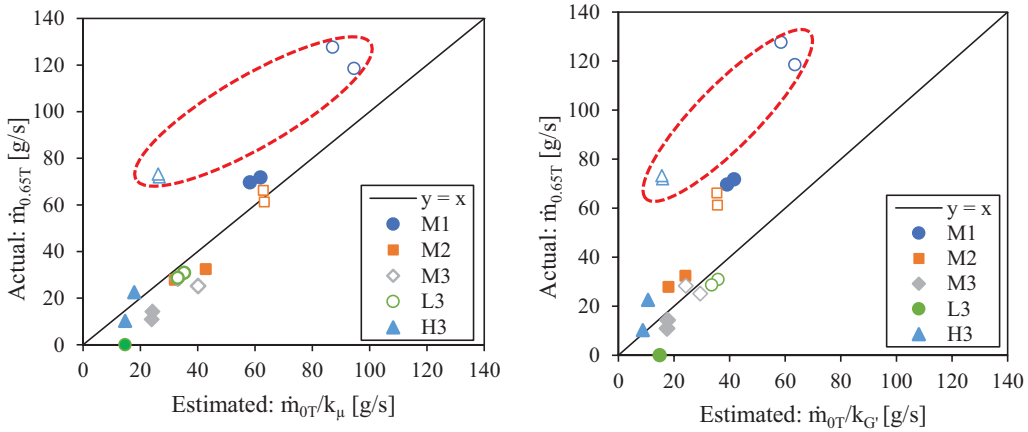 140
120
100
80
60
40
20
0
Actual: ṁ0.65T [g/s]
0 20 40 60 80 100 120 140
Estimated: ṁ0T/kμ [g/s]
y = x
M1
M2
M3
L3
H3
140
120
100
80
60
40
20
0
Actual: ṁ0.65T [g/s]
0 20 40 60 80 100 120 140
Estimated: ṁ0T/kG' [g/s]
y = x
M1
M2
M3
L3
H3